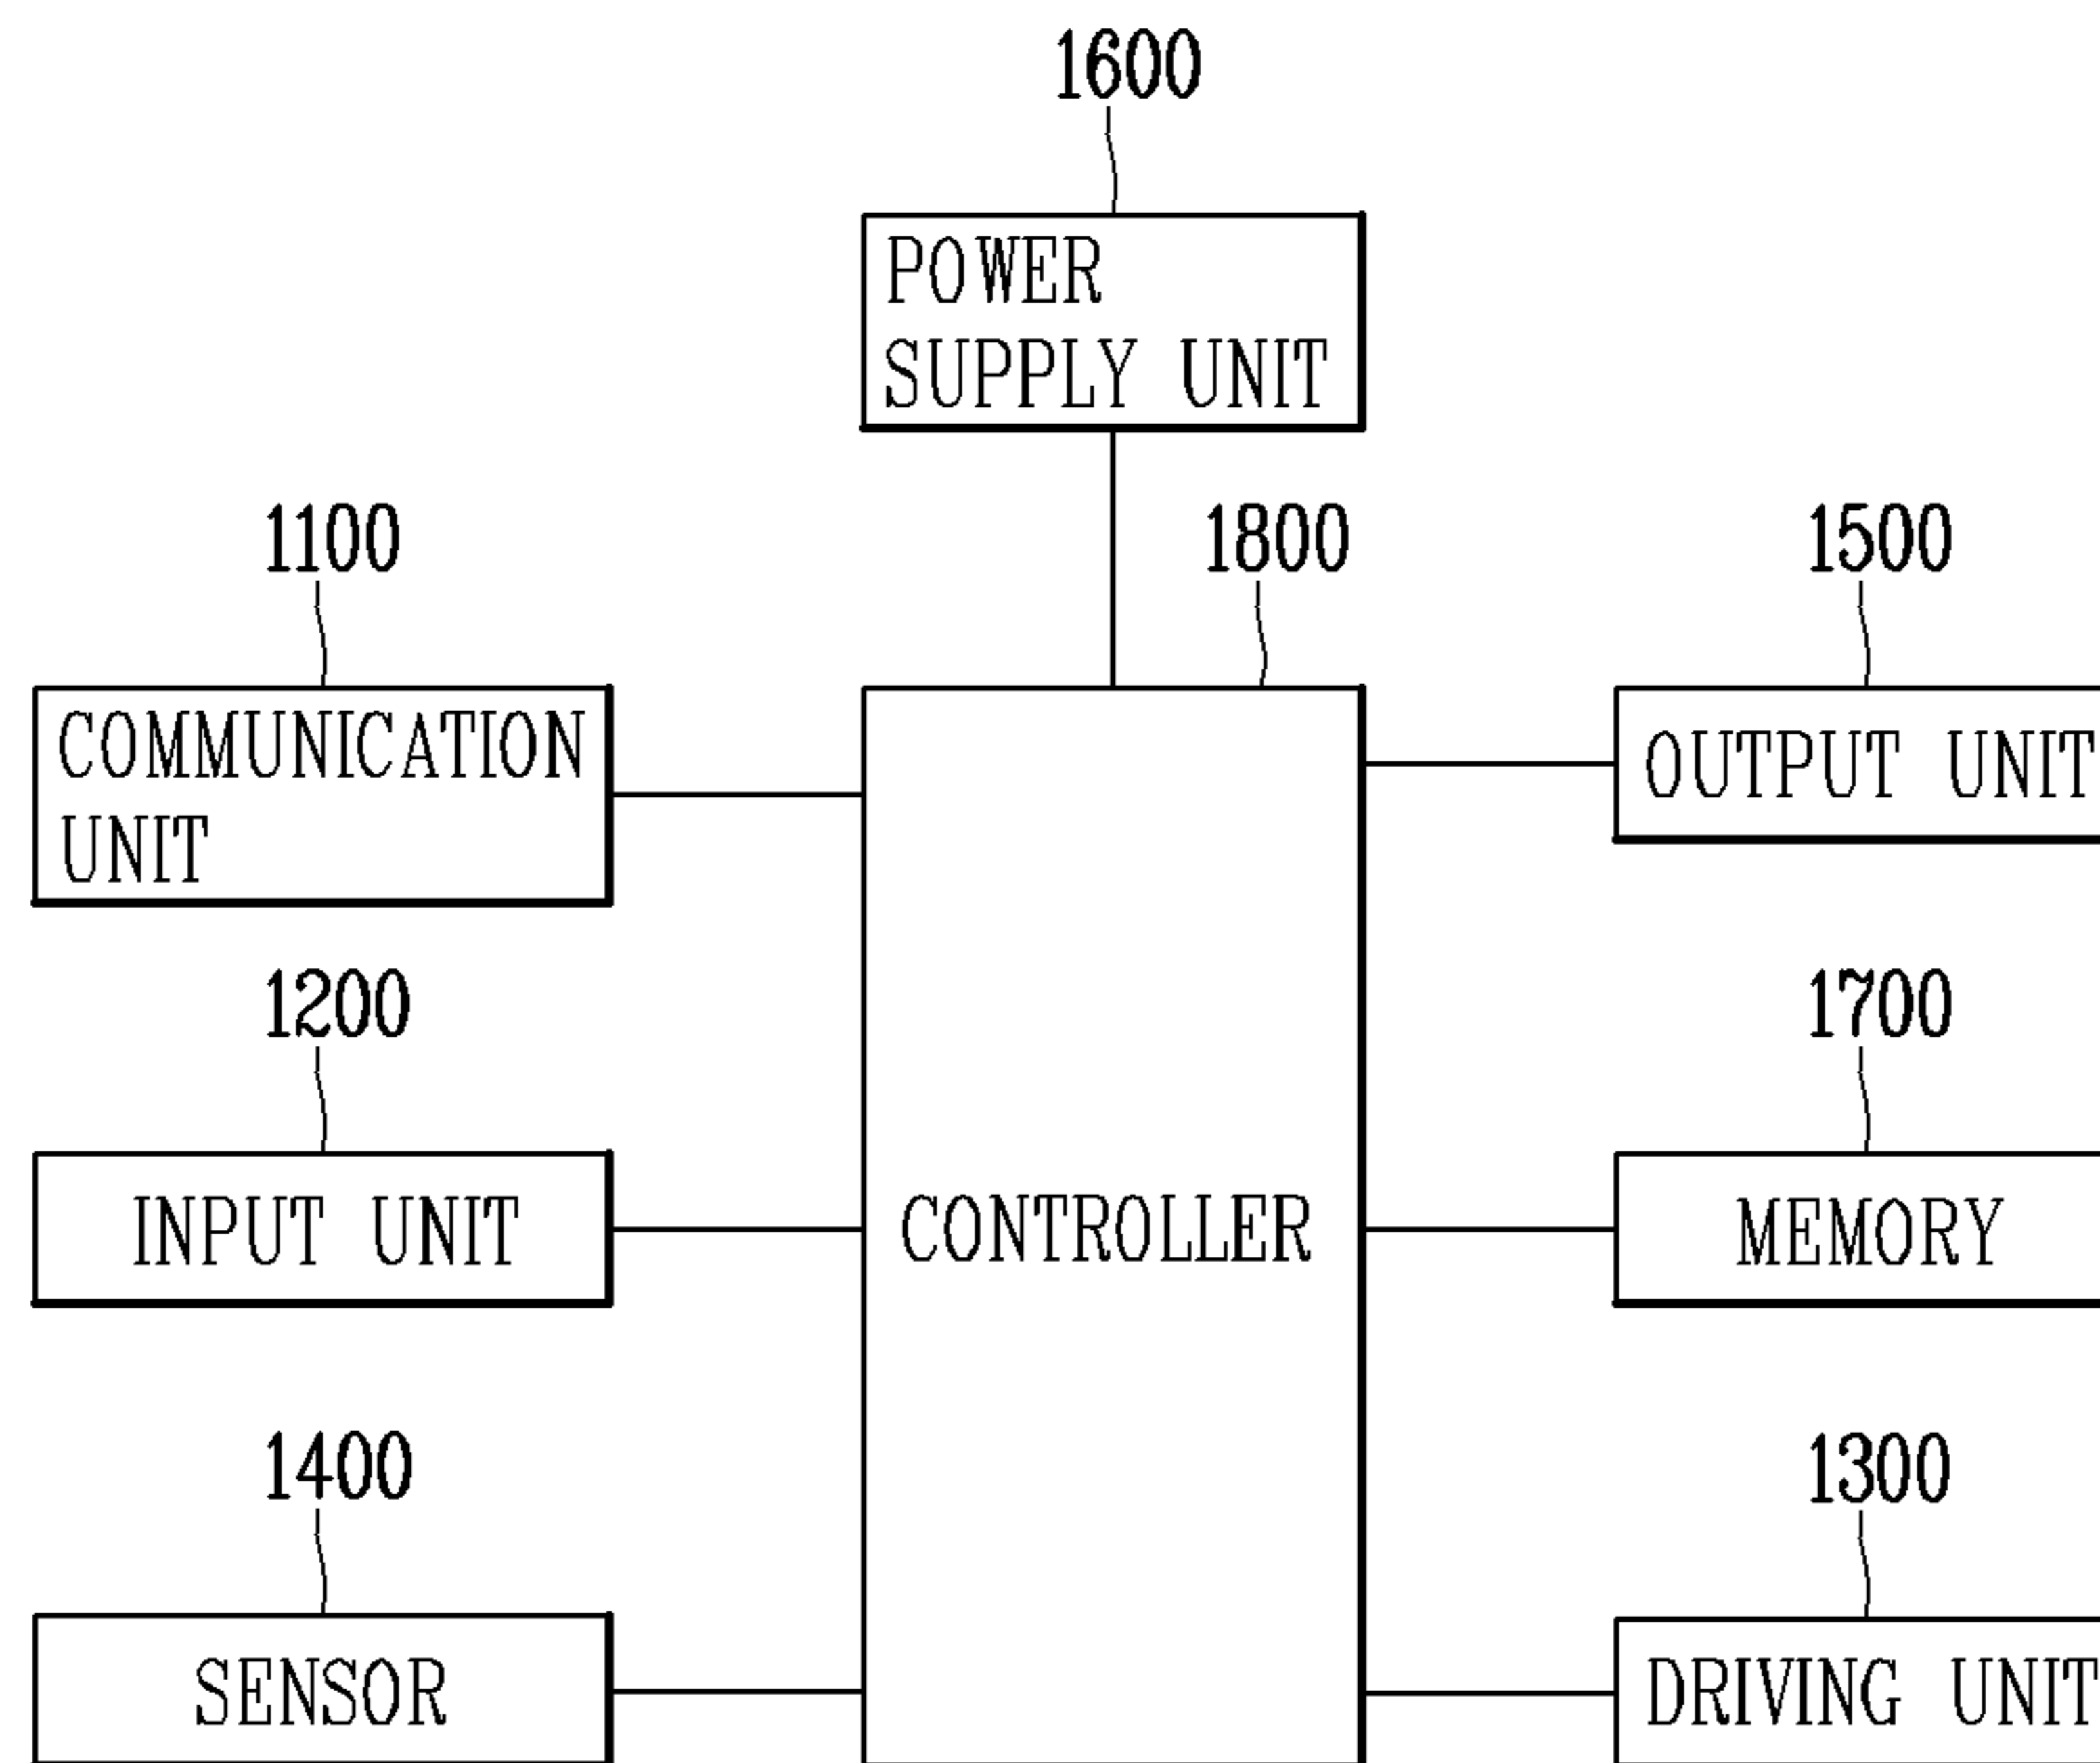 1600
POWER
SUPPLY UNIT
1100
1800
1500
COMMUNICATION
UNIT
OUTPUT UNIT
1200
1700
INPUT UNIT
CONTROLLER
MEMORY
1400
1300
SENSOR
DRIVING UNIT